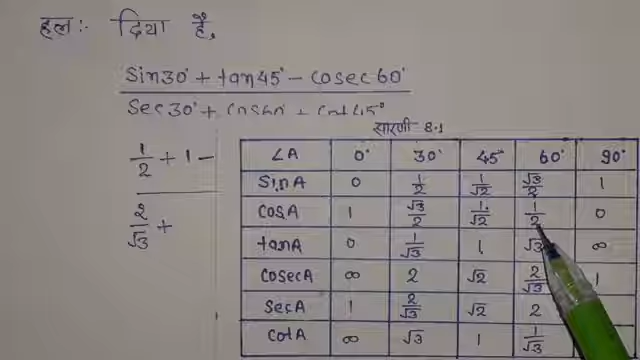 हल:- दिया है,
Sin30° + tan45° - cosec60°
Sec30° + cos60° + cot45°
सारणी 8.1
1/2 + 1 -
2/√3 +
∠A 0° 30° 45° 60° 90°
SinA 0 1/2 1/√2 √3/2 1
CosA 1 √3/2 1/√2 1/2 0
tanA 0 1/√3 1 √3 ∞
CosecA ∞ 2 √2 2/√3 1
SecA 1 2/√3 √2 2
CotA ∞ √3 1 1/√3